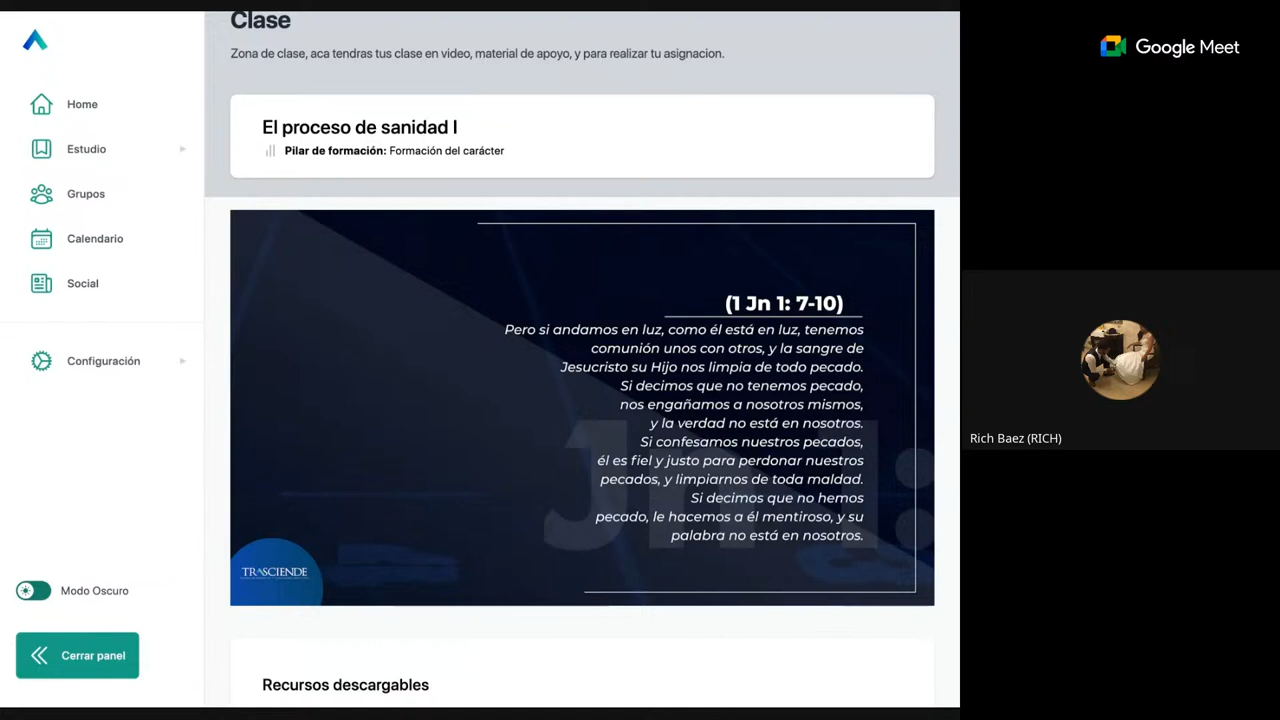 Clase
Zona de clase, aca tendras tus clase en video, material de apoyo, y para realizar tu asignacion.
Google Meet
Home
Estudio
Grupos
Calendario
Social
Configuración
Modo Oscuro
Cerrar panel
El proceso de sanidad I
Pilar de formación: Formación del carácter
(1 Jn 1: 7-10)
Pero si andamos en luz, como él está en luz, tenemos
comunión unos con otros, y la sangre de
Jesucristo su Hijo nos limpia de todo pecado.
Si decimos que no tenemos pecado,
nos engañamos a nosotros mismos,
y la verdad no está en nosotros.
Si confesamos nuestros pecados,
él es fiel y justo para perdonar nuestros
pecados, y limpiarnos de toda maldad.
Si decimos que no hemos
pecado, le hacemos a él mentiroso, y su
palabra no está en nosotros.
Jn 1:
TRASCIENDE
Recursos descargables
Rich Baez (RICH)